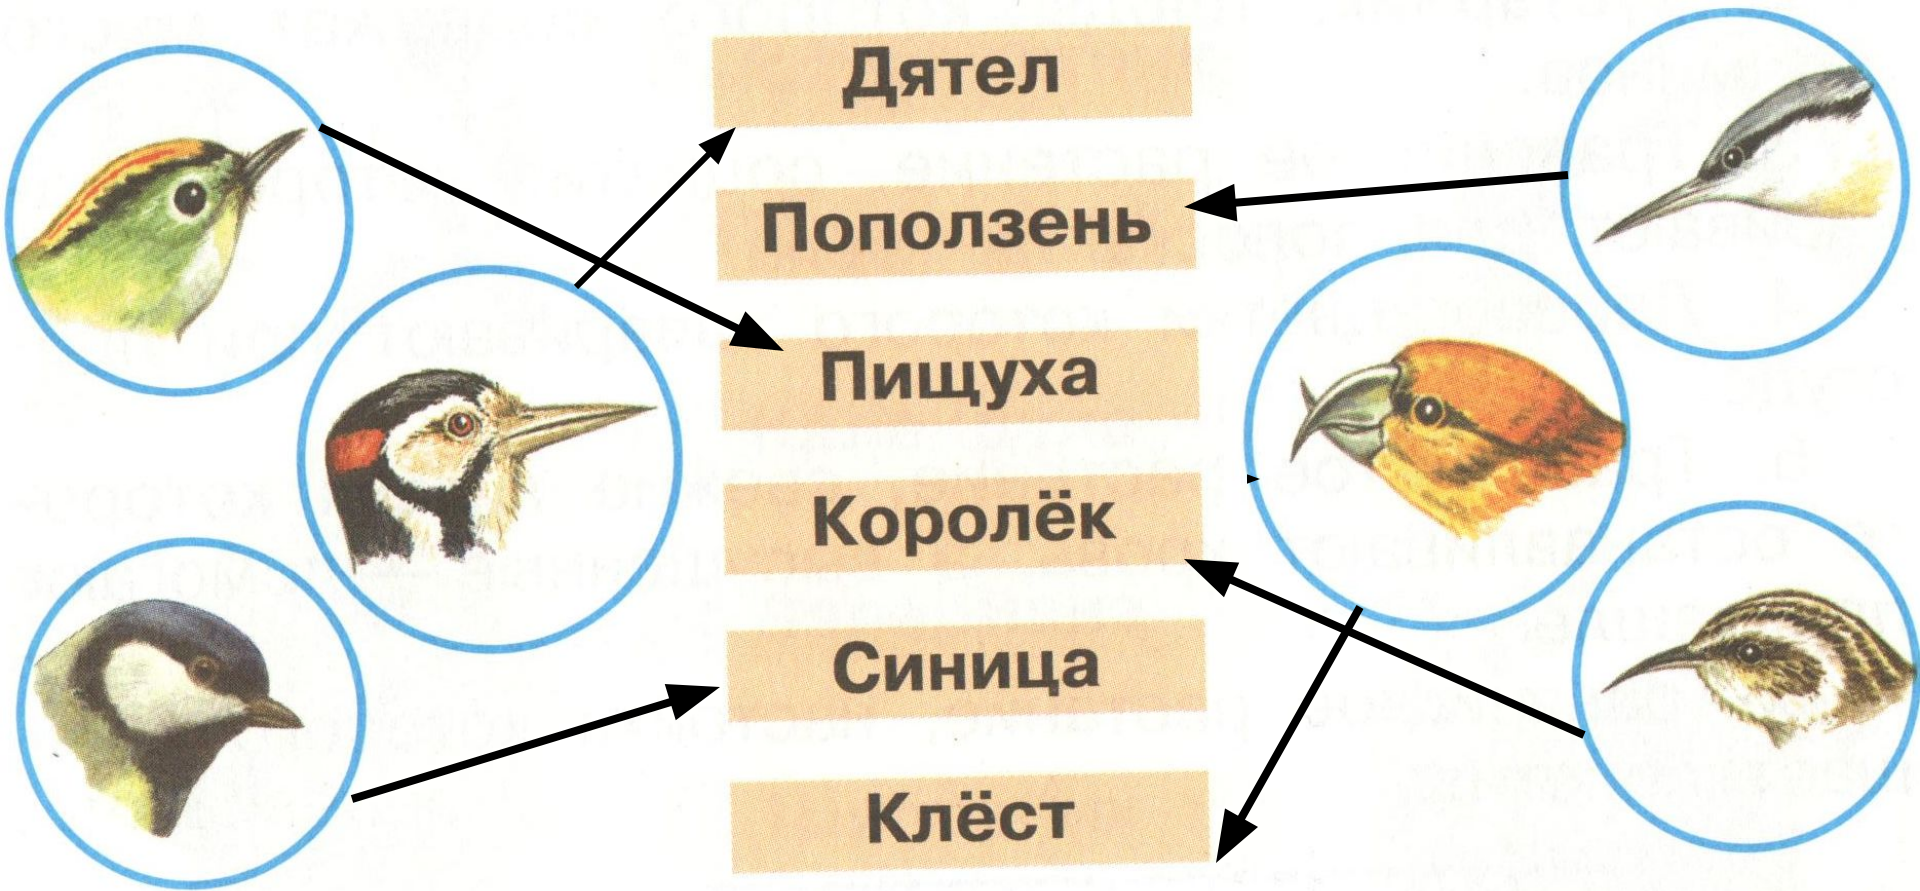 Дятел
Поползень
Пищуха
Королёк
Синица
Клёст